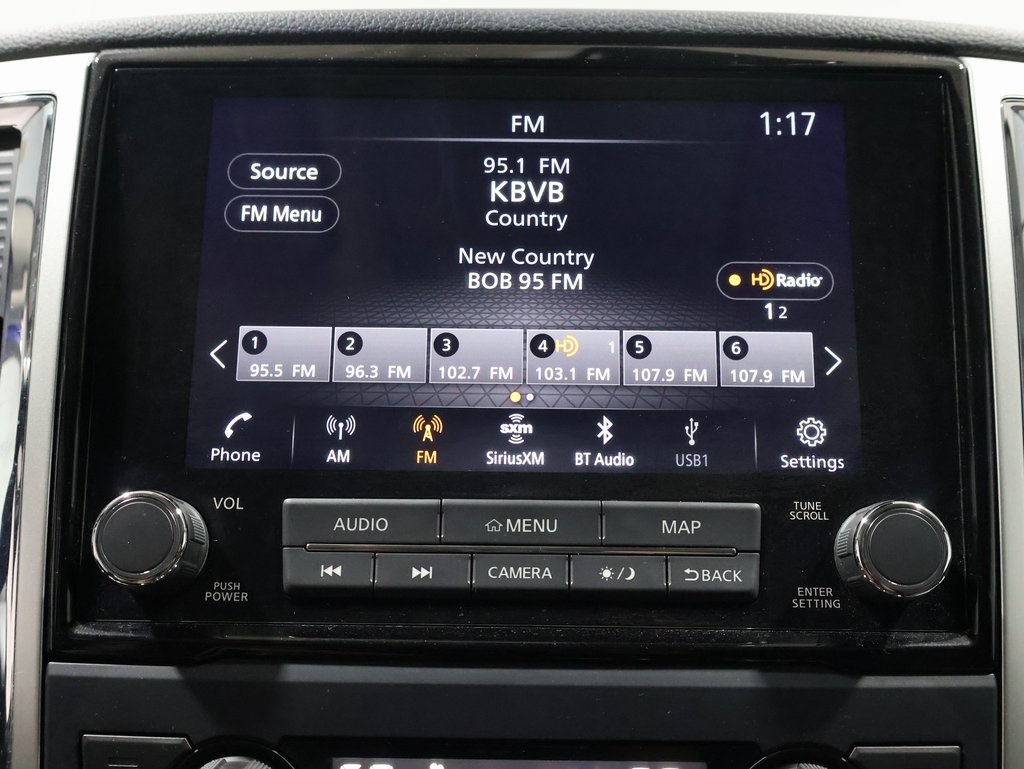 FM
1:17
95.1 FM
Source
KBVB
FM Menu
Country
New Country
BOB 95 FM
HD Radio
1 2
1 2 3 4 HD 1 5 6
95.5 FM 96.3 FM 102.7 FM 103.1 FM 107.9 FM 107.9 FM
sxm
Phone AM FM SiriusXM BT Audio USB1 Settings
VOL
TUNE
SCROLL
AUDIO MENU MAP
CAMERA BACK
PUSH
POWER
ENTER
SETTING